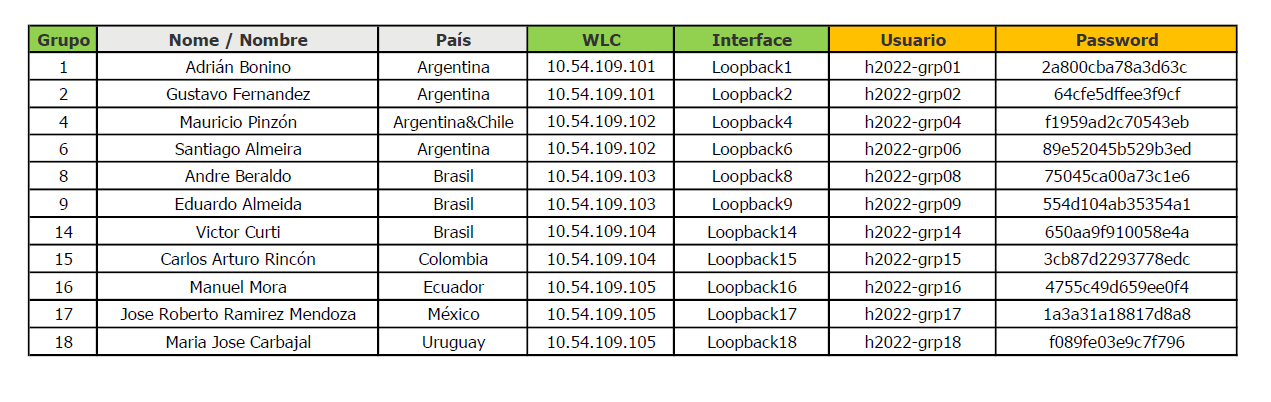 Grupo Nome / Nombre País WLC Interface Usuario Password
1 Adrián Bonino Argentina 10.54.109.101 Loopback1 h2022-grp01 2a800cba78a3d63c
2 Gustavo Fernandez Argentina 10.54.109.101 Loopback2 h2022-grp02 64cfe5dffee3f9cf
4 Mauricio Pinzón Argentina&Chile 10.54.109.102 Loopback4 h2022-grp04 f1959ad2c70543eb
6 Santiago Almeira Argentina 10.54.109.102 Loopback6 h2022-grp06 89e52045b529b3ed
8 Andre Beraldo Brasil 10.54.109.103 Loopback8 h2022-grp08 75045ca00a73c1e6
9 Eduardo Almeida Brasil 10.54.109.103 Loopback9 h2022-grp09 554d104ab35354a1
14 Victor Curti Brasil 10.54.109.104 Loopback14 h2022-grp14 650aa9f910058e4a
15 Carlos Arturo Rincón Colombia 10.54.109.104 Loopback15 h2022-grp15 3cb87d2293778edc
16 Manuel Mora Ecuador 10.54.109.105 Loopback16 h2022-grp16 4755c49d659ee0f4
17 Jose Roberto Ramirez Mendoza México 10.54.109.105 Loopback17 h2022-grp17 1a3a31a18817d8a8
18 Maria Jose Carbajal Uruguay 10.54.109.105 Loopback18 h2022-grp18 f089fe03e9c7f796